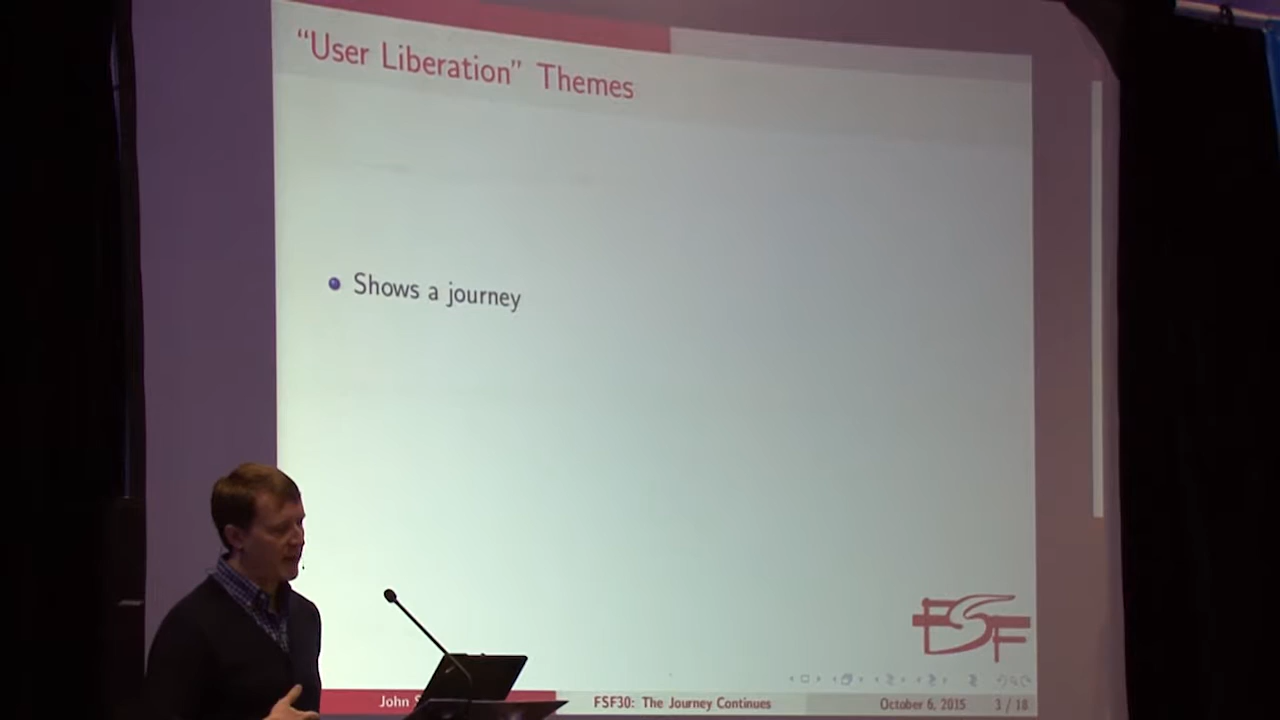 “User Liberation” Themes
Shows a journey
FSF
John
FSF30: The Journey Continues
October 6, 2015
3 / 18